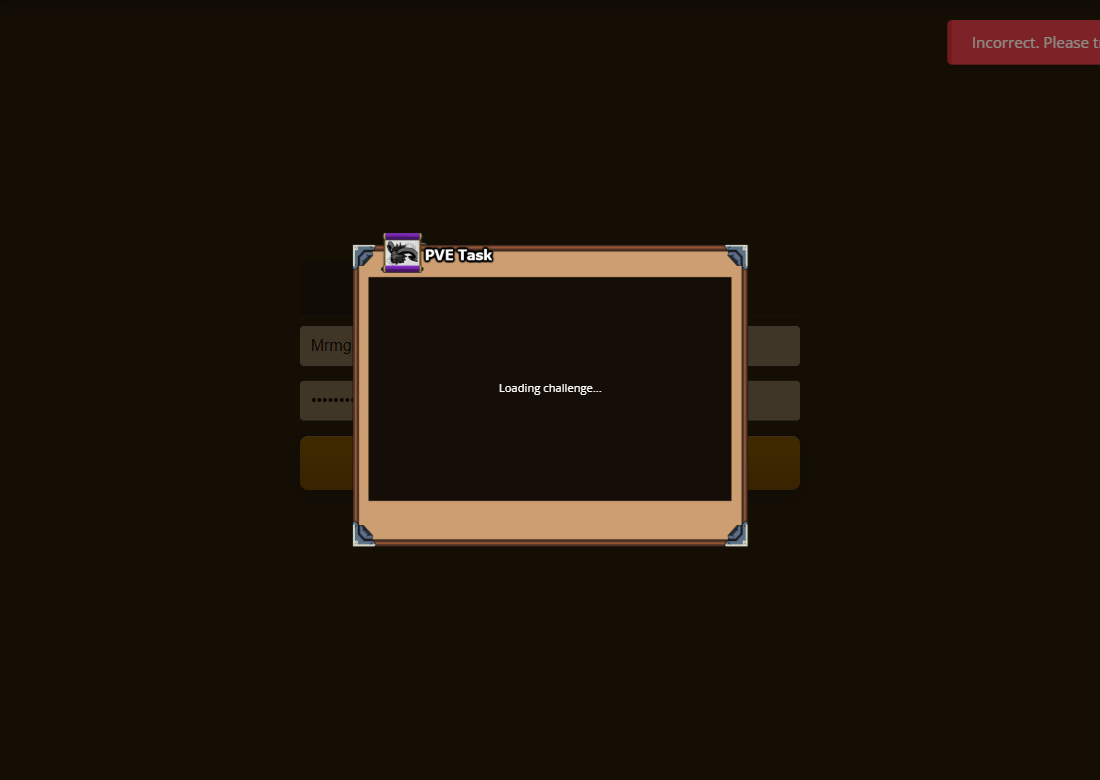 Incorrect. Please
PVE Task
Mrmg
Loading challenge...
••••••••